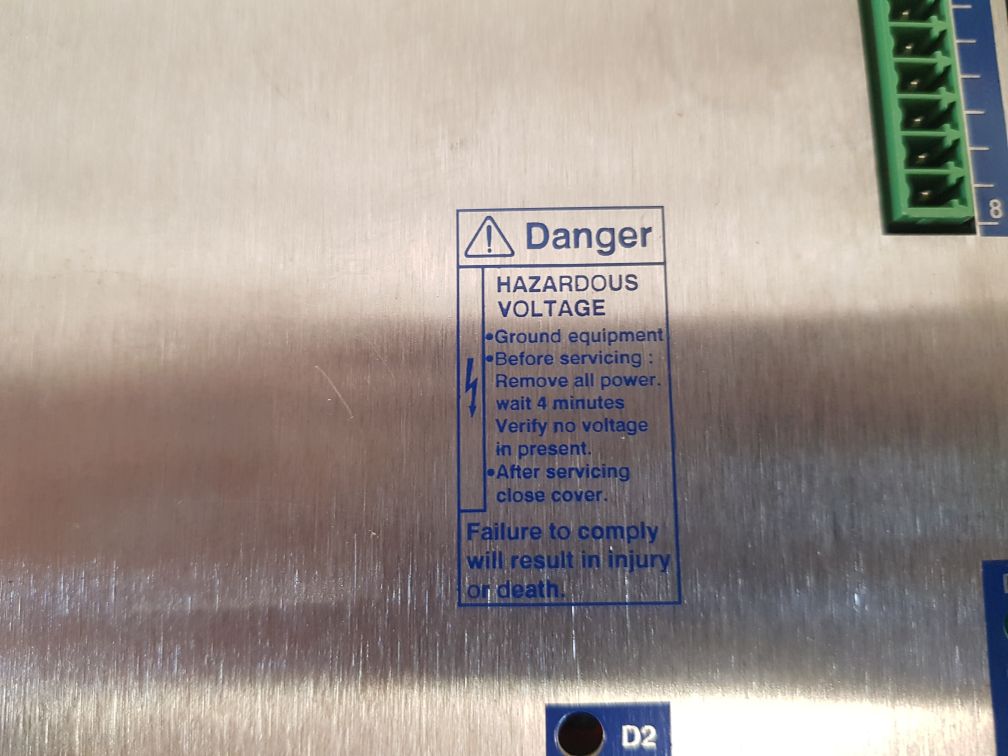 8
Danger
HAZARDOUS
VOLTAGE
•Ground equipment
•Before servicing :
Remove all power.
wait 4 minutes
Verify no voltage
in present.
•After servicing
close cover.
Failure to comply
will result in injury
or death.
D2